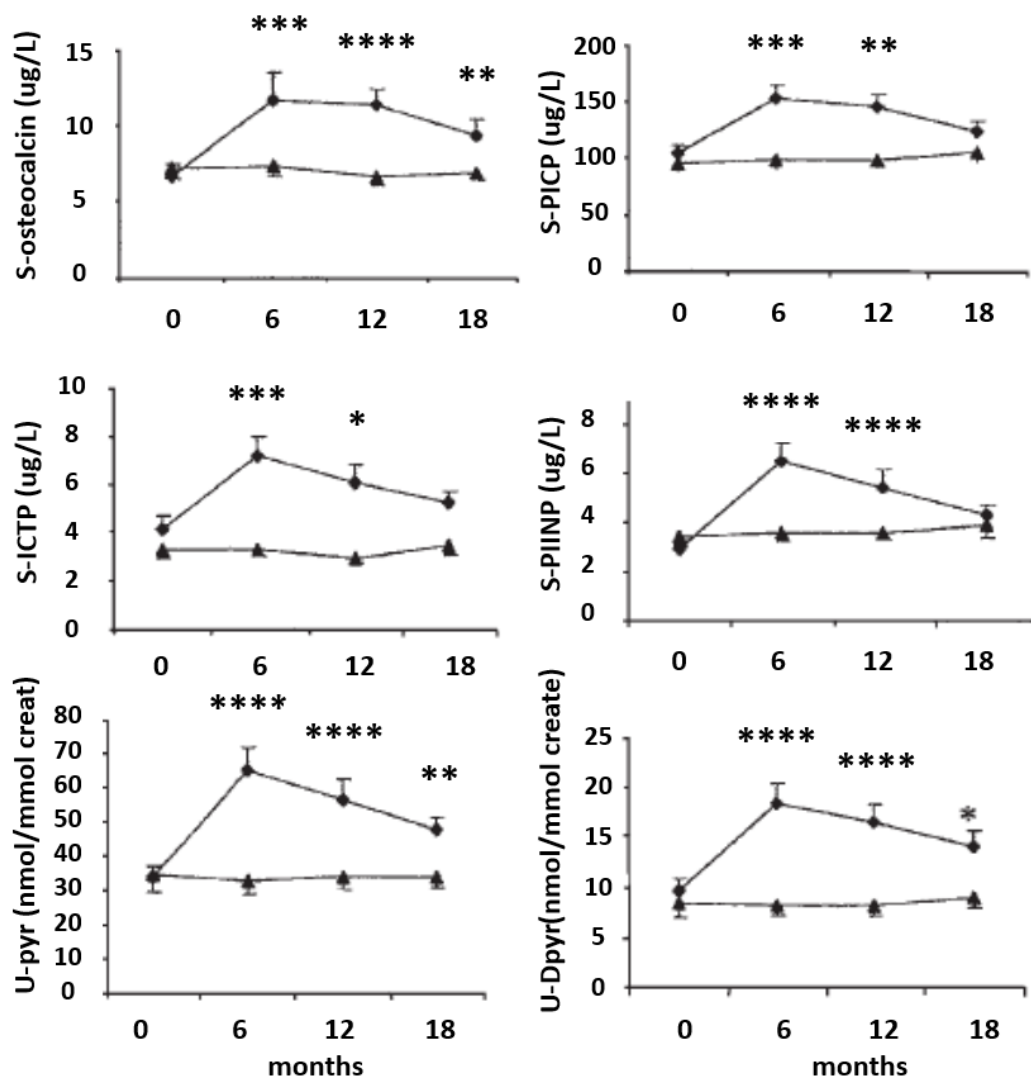 S-osteocalcin (ug/L)
15
10
5
0
*** **** **
0 6 12 18
S-PICP (ug/L)
200
150
100
50
0
*** **
0 6 12 18
S-ICTP (ug/L)
10
8
6
4
2
0
*** *
0 6 12 18
S-PIINP (ug/L)
8
6
4
2
0
**** ****
0 6 12 18
U-pyr (nmol/mmol creat)
80
70
60
50
40
30
20
10
0
**** **** **
0 6 12 18
months
U-Dpyr(nmol/mmol create)
25
20
15
10
5
0
**** **** *
0 6 12 18
months